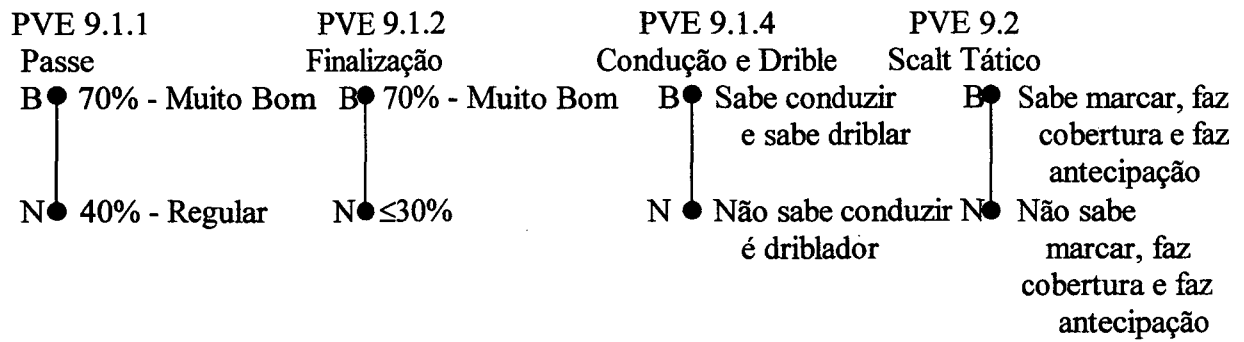 PVE 9.1.1 PVE 9.1.2 PVE 9.1.4 PVE 9.2
Passe Finalização Condução e Drible Scalt Tático
B 70% - Muito Bom B 70% - Muito Bom B Sabe conduzir B Sabe marcar, faz
e sabe driblar cobertura e faz
antecipação
N 40% - Regular N ≤30% N Não sabe conduzir N Não sabe
é driblador marcar, faz
cobertura e faz
antecipação